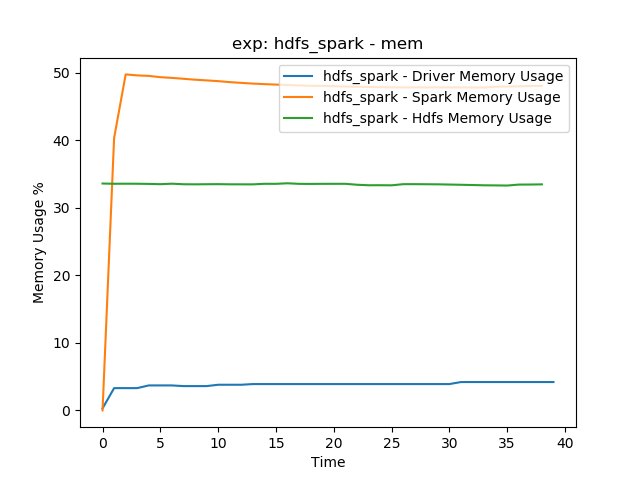 exp: hdfs_spark - mem
hdfs_spark - Driver Memory Usage
hdfs_spark - Spark Memory Usage
hdfs_spark - Hdfs Memory Usage
Memory Usage %
50
40
30
20
10
0
0 5 10 15 20 25 30 35 40
Time